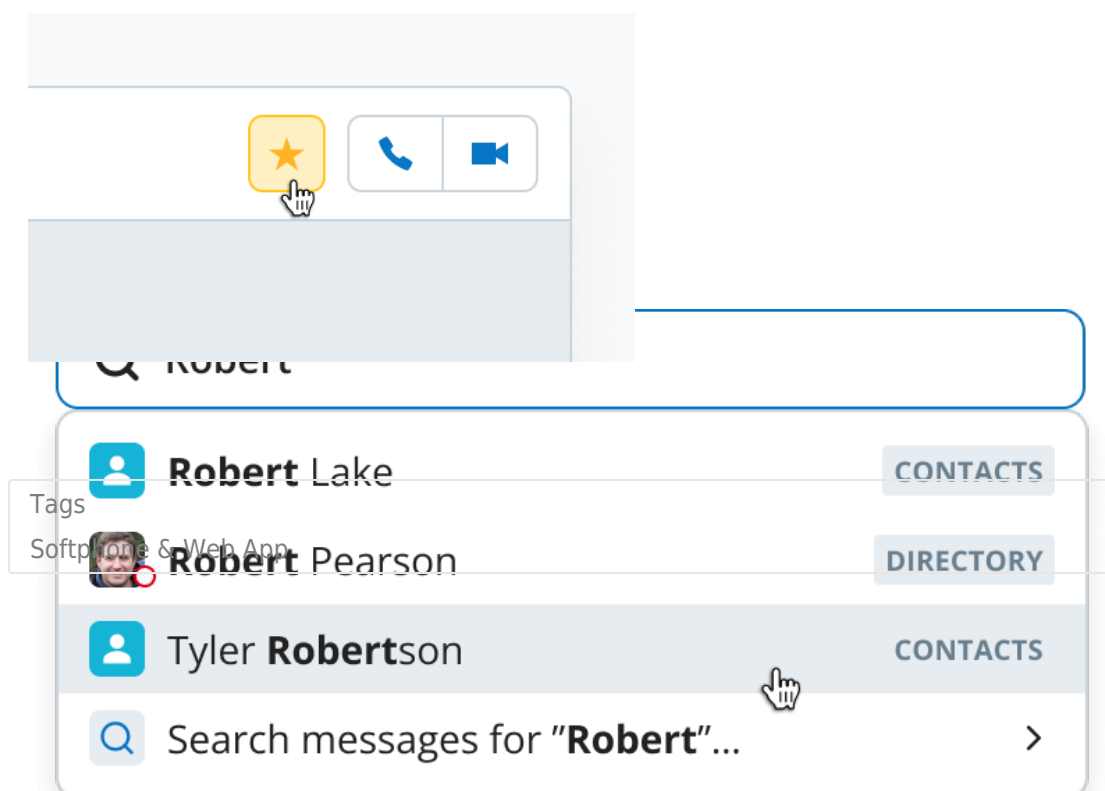 Robert
Robert Lake
CONTACTS
Tags
Softphone & Web App
Robert Pearson
DIRECTORY
Tyler Robertson
CONTACTS
Search messages for ”Robert”...